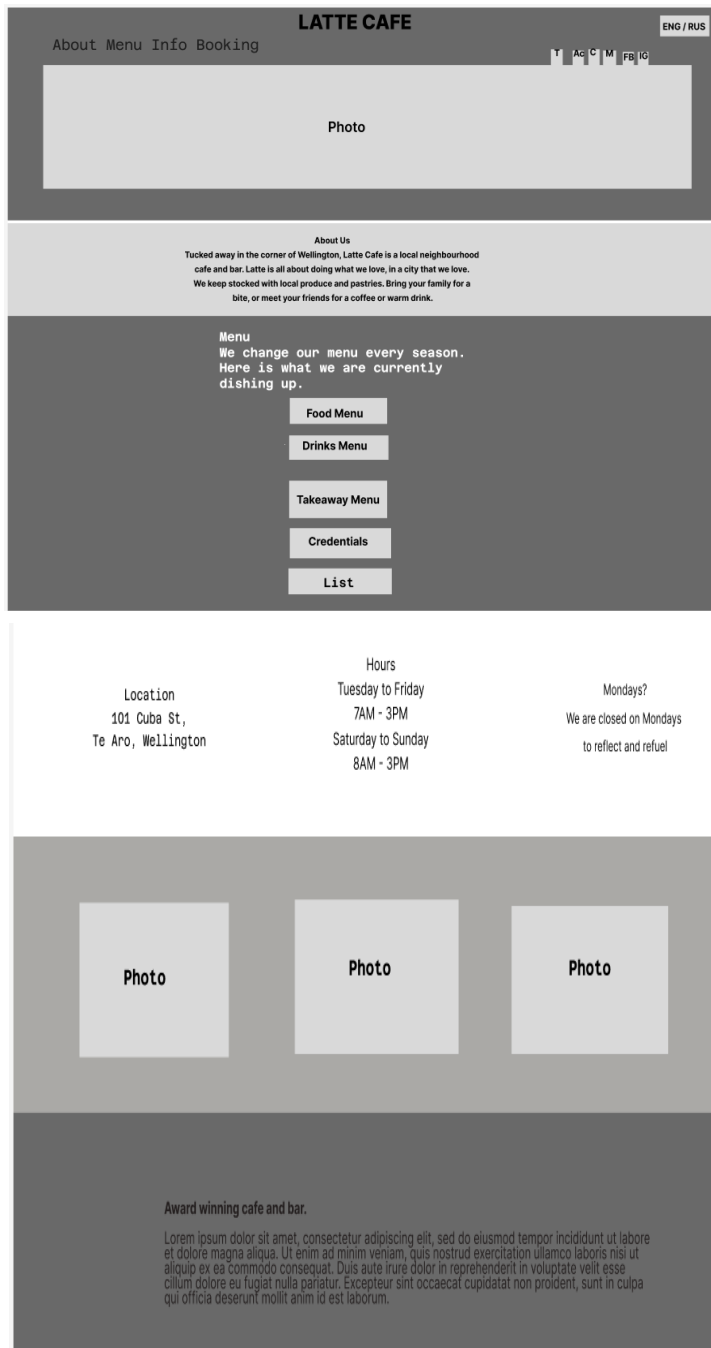 LATTE CAFE
ENG / RUS
About Menu Info Booking
T Ac C M FB IG
Photo
About Us
Tucked away in the corner of Wellington, Latte Cafe is a local neighbourhood
cafe and bar. Latte is all about doing what we love, in a city that we love.
We keep stocked with local produce and pastries. Bring your family for a
bite, or meet your friends for a coffee or warm drink.
Menu
We change our menu every season.
Here is what we are currently
dishing up.
Food Menu
Drinks Menu
Takeaway Menu
Credentials
List
Location
101 Cuba St,
Te Aro, Wellington
Hours
Tuesday to Friday
7AM - 3PM
Saturday to Sunday
8AM - 3PM
Mondays?
We are closed on Mondays
to reflect and refuel
Photo
Photo
Photo
Award winning cafe and bar.
Lorem ipsum dolor sit amet, consectetur adipiscing elit, sed do eiusmod tempor incididunt ut labore
et dolore magna aliqua. Ut enim ad minim veniam, quis nostrud exercitation ullamco laboris nisi ut
aliquip ex ea commodo consequat. Duis aute irure dolor in reprehenderit in voluptate velit esse
cillum dolore eu fugiat nulla pariatur. Excepteur sint occaecat cupidatat non proident, sunt in culpa
qui officia deserunt mollit anim id est laborum.